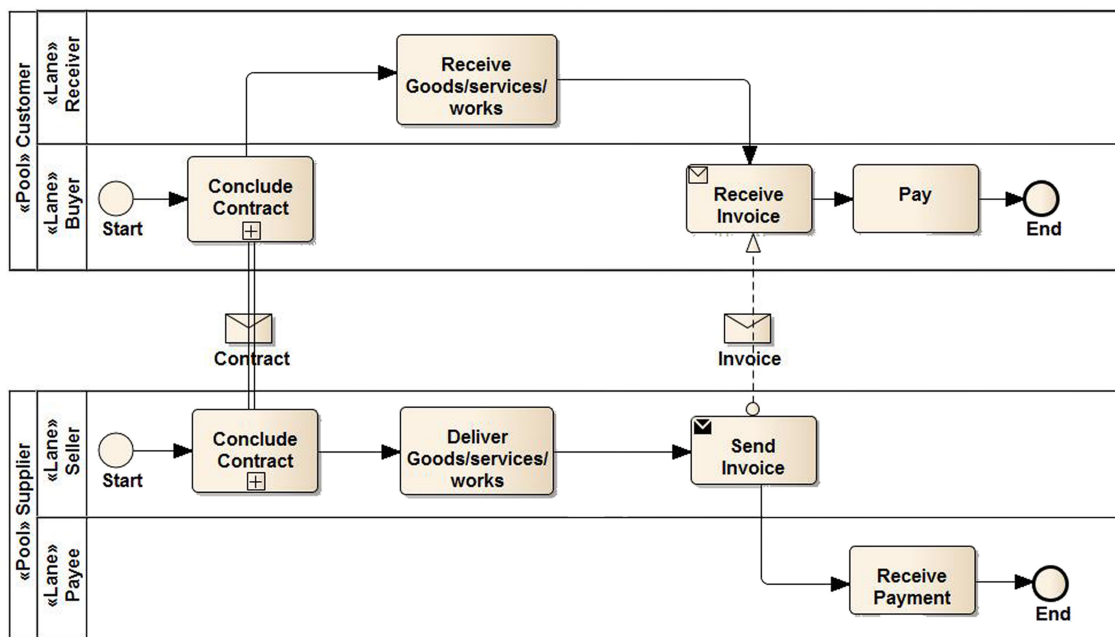 «Pool» Customer
«Lane»
Receiver
Receive
Goods/services/
works
«Lane»
Buyer
Start
Conclude
Contract
Receive
Invoice
Pay
End
Contract
Invoice
«Pool» Supplier
«Lane»
Seller
Start
Conclude
Contract
Deliver
Goods/services/
works
Send
Invoice
«Lane»
Payee
Receive
Payment
End